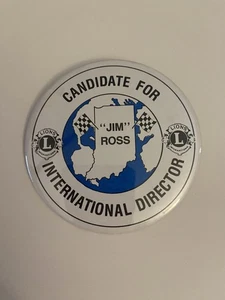 CANDIDATE FOR
"JIM"
ROSS
LIONS
L
LIONS
L
INTERNATIONAL DIRECTOR